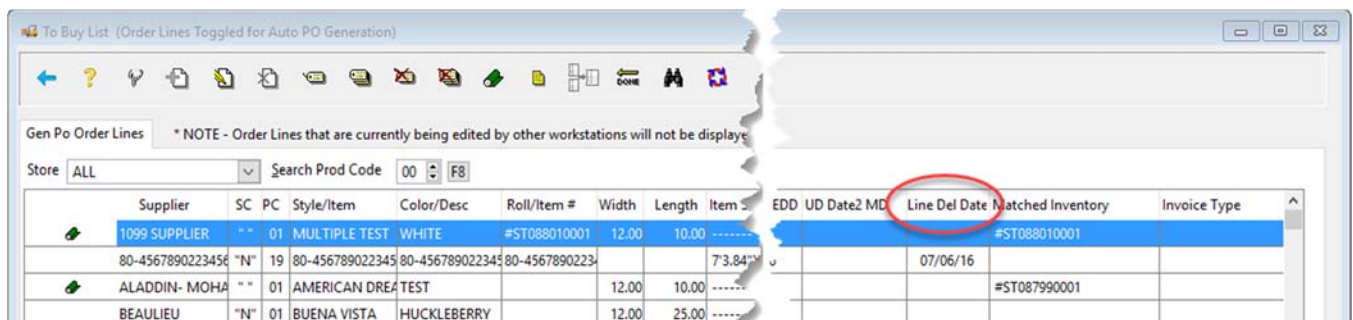 To Buy List (Order Lines Toggled for Auto PO Generation)
DONE
Gen Po Order Lines * NOTE - Order Lines that are currently being edited by other workstations will not be displaye
Store ALL Search Prod Code 00 F8
Supplier SC PC Style/Item Color/Desc Roll/Item # Width Length Item EDD UD Date2 MD Line Del Date Matched Inventory Invoice Type
1099 SUPPLIER " " 01 MULTIPLE TEST WHITE #ST088010001 12.00 10.00 ------- #ST088010001
80-4567890223456 "N" 19 80-456789022345 80-456789022345 80-45678902234 7'3.84" 07/06/16
ALADDIN- MOHA " " 01 AMERICAN DREA TEST 12.00 10.00 ------ #ST087990001
BEAULIEU "N" 01 BUENA VISTA HUCKLEBERRY 12.00 25.00 -----